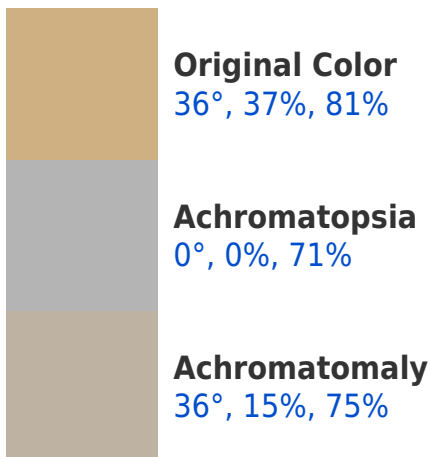 Original Color
36°, 37%, 81%
Achromatopsia
0°, 0%, 71%
Achromatomaly
36°, 15%, 75%